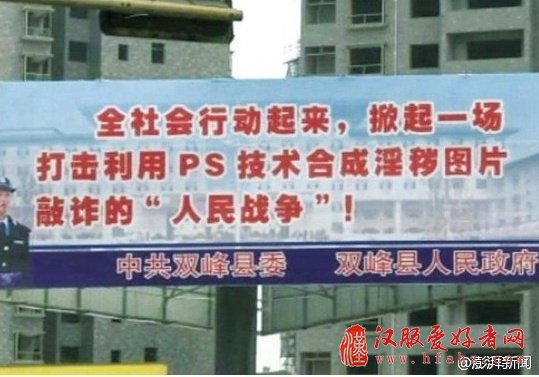 全社会行动起来，掀起一场
打击利用PS技术合成淫秽图片
敲诈的“人民战争”！
中共双峰县委 双峰县人民政府
汉服爱好者网
www.hfahz.com
@澎湃新闻